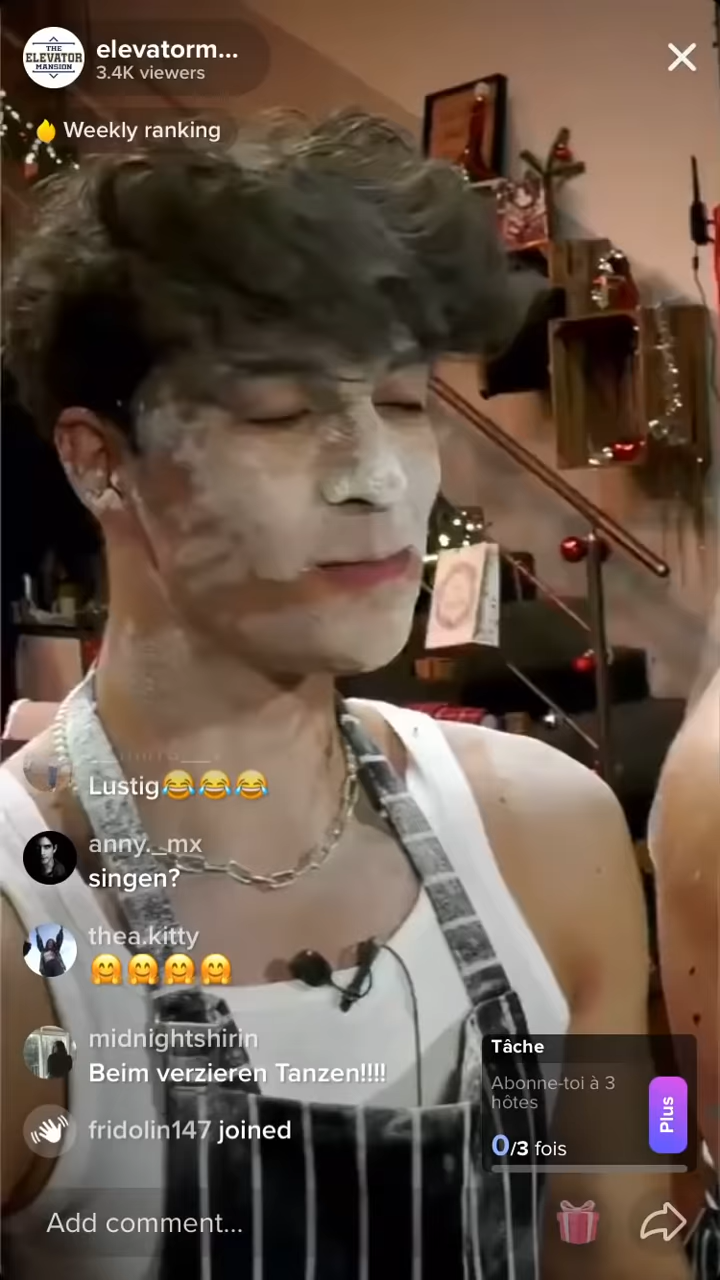 THE
ELEVATOR
MANSION
elevatorm...
3.4K viewers
Weekly ranking
Lustig😂😂😂
anny._mx
singen?
thea.kitty
🤗🤗🤗🤗
midnightshirin
Beim verzieren Tanzen!!!!
fridolin147 joined
Tâche
Abonne-toi à 3
hôtes
Plus
0/3 fois
Add comment...